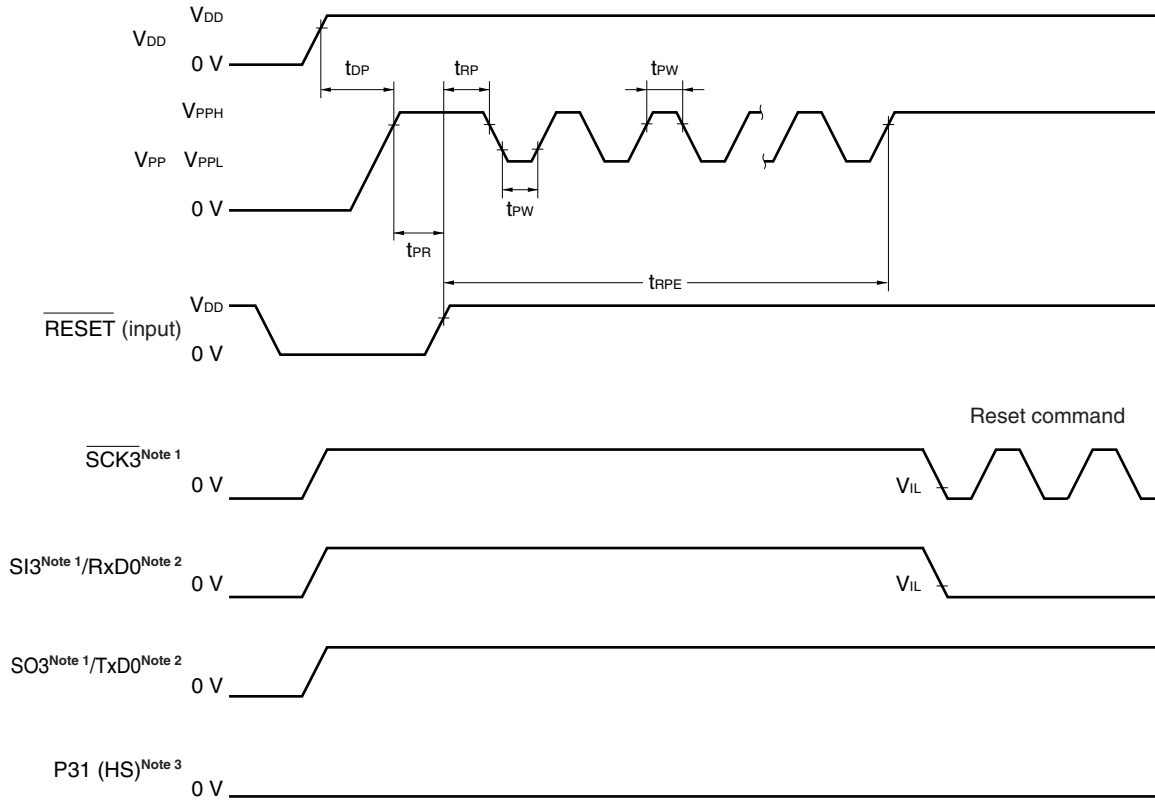 VDD
VDD
0 V
tDP
tRP
tPW
VPPH
VPP VPPL
tPW
0 V
tPR
tRPE
VDD
RESET (input)
0 V
Reset command
SCK3Note 1
0 V
VIL
SI3Note 1/RxD0Note 2
0 V
VIL
SO3Note 1/TxD0Note 2
0 V
P31 (HS)Note 3
0 V